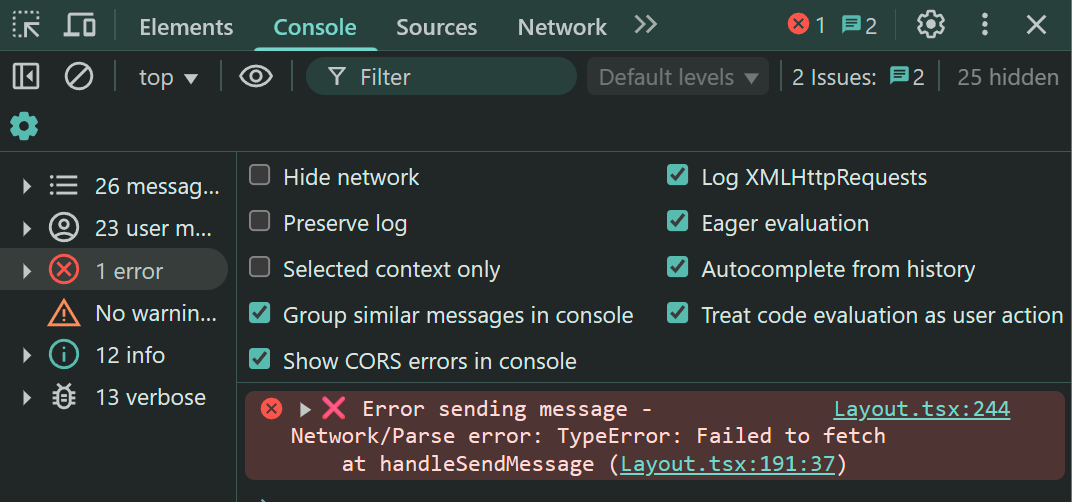 Elements Console Sources Network 1 2
top Filter Default levels 2 Issues: 2 25 hidden
26 messag...
23 user m...
1 error
No warnin...
12 info
13 verbose
Hide network Log XMLHttpRequests
Preserve log Eager evaluation
Selected context only Autocomplete from history
Group similar messages in console Treat code evaluation as user action
Show CORS errors in console
Error sending message - Layout.tsx:244
Network/Parse error: TypeError: Failed to fetch
at handleSendMessage (Layout.tsx:191:37)